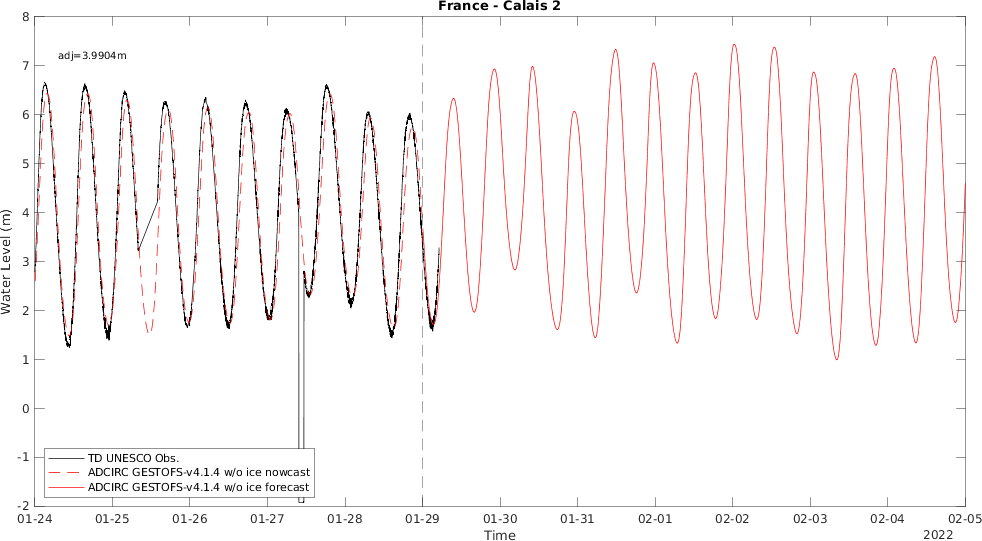 France - Calais 2
adj=3.9904m
8
7
6
5
4
3
2
1
0
-1
-2
Water Level (m)
TD UNESCO Obs.
ADCIRC GESTOFS-v4.1.4 w/o ice nowcast
ADCIRC GESTOFS-v4.1.4 w/o ice forecast
01-24 01-25 01-26 01-27 01-28 01-29 01-30 01-31 02-01 02-02 02-03 02-04 02-05
Time
2022